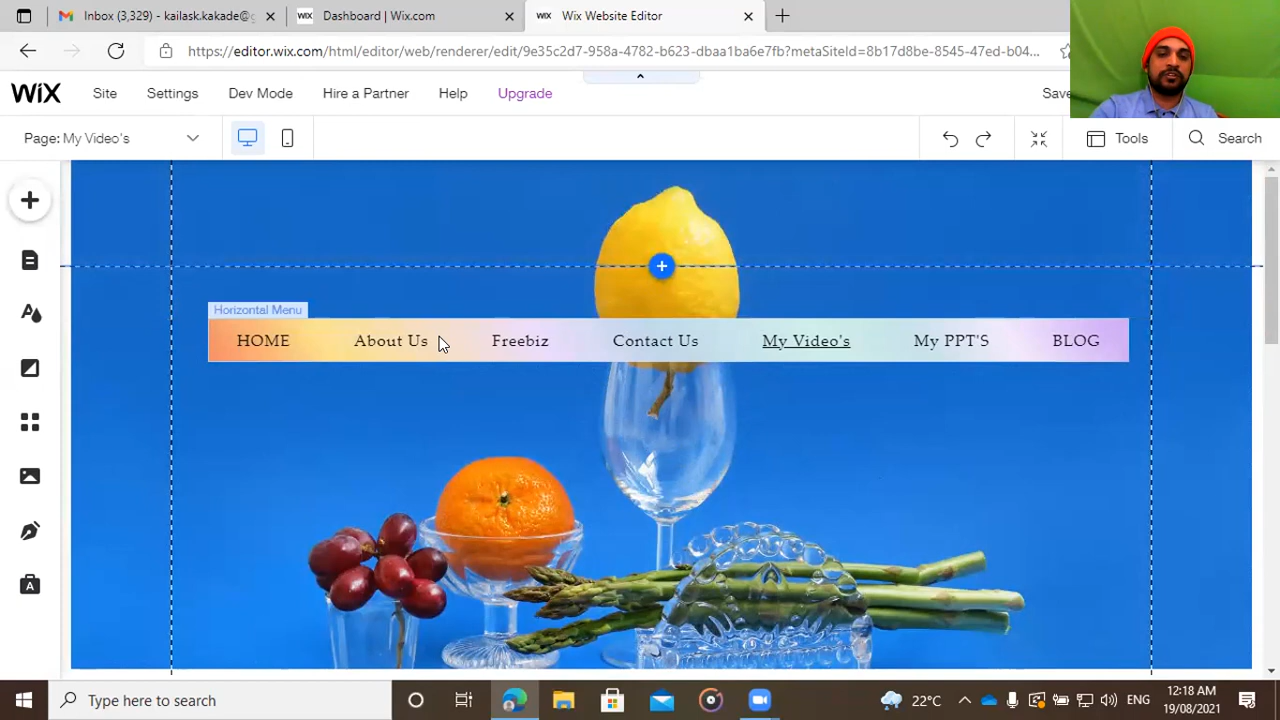 Inbox (3,329) - kailask.kakade@g
Dashboard | Wix.com
WiX
Wix Website Editor
https://editor.wix.com/html/editor/web/renderer/edit/9e35c2d7-958a-4782-b623-dbaa1ba6e7fb?metaSiteId=8b17d8be-8545-47ed-b04...
WiX
Site
Settings
Dev Mode
Hire a Partner
Help
Upgrade
Save
Page: My Video's
Tools
Search
Horizontal Menu
HOME
About Us
Freebiz
Contact Us
My Video's
My PPT'S
BLOG
Type here to search
22°C
ENG
12:18 AM
19/08/2021